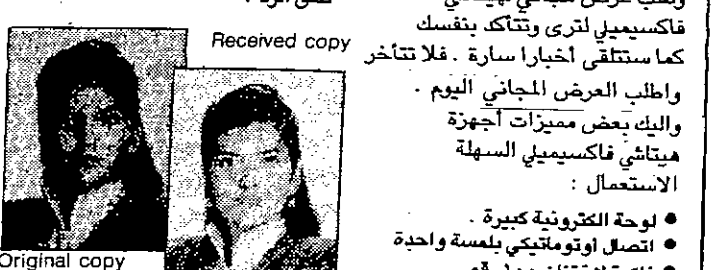 فاكسيميلي لترى وتتأكد بنفسك
كما ستتلقى أخبارا سارة . فلا تتأخر
واطلب العرض المجاني اليوم .
واليك بعض مميزات أجهزة
هيتاشي فاكسيميلي السهلة
الاستعمال :
● لوحة الكترونية كبيرة .
● اتصال أوتوماتيكي بلمسة واحدة
Received copy
Original copy